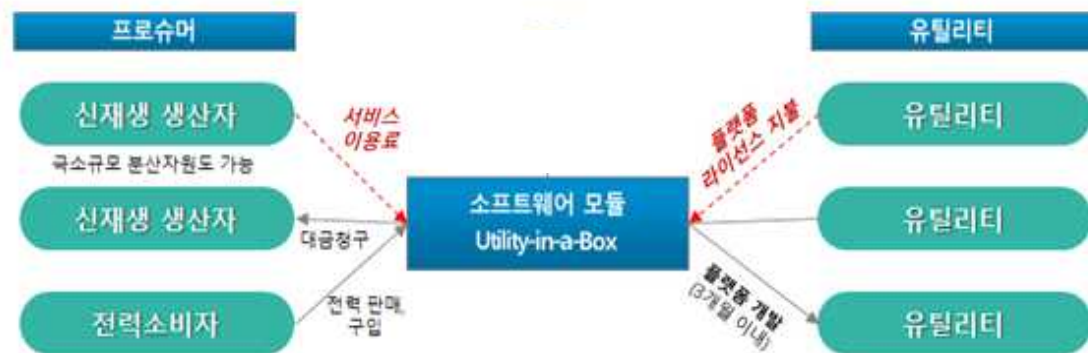 프로슈머
유틸리티
신재생 생산자
서비스
이용료
플랫폼
라이선스 지불
유틸리티
극소규모 분산자원도 가능
신재생 생산자
대금청구
소프트웨어 모듈
Utility-in-a-Box
유틸리티
전력소비자
전력 판매,
구입
플랫폼 개발
(3개월 이내)
유틸리티